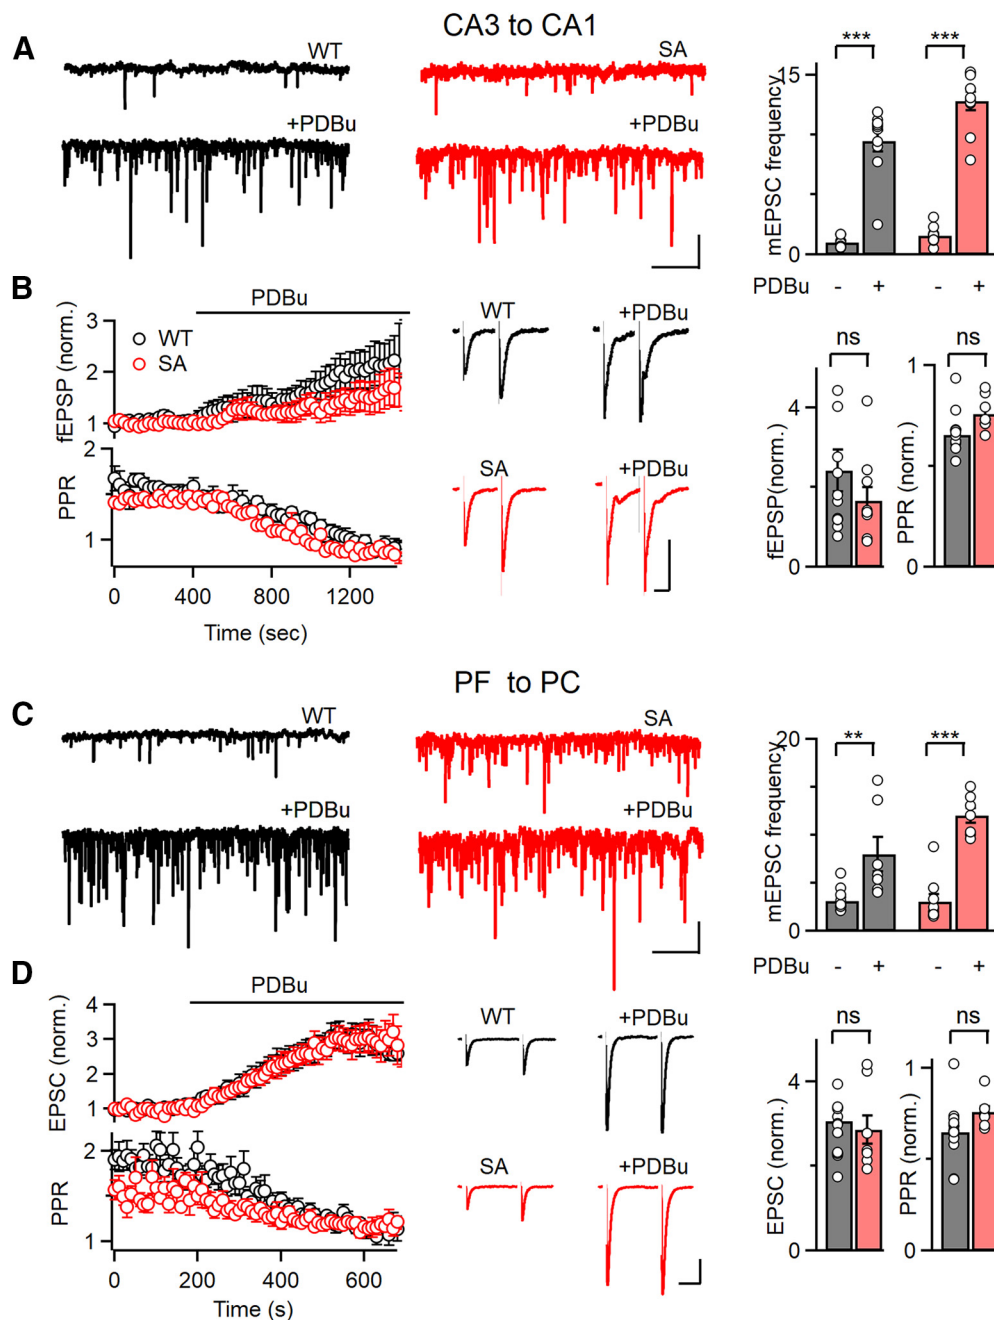 CA3 to CA1
A
WT
SA
+PDBu
+PDBu
mEPSC frequency
15
0
*** ***
PDBu - + - +
B
PDBu
fEPSP (norm.)
3
2
1
WT
SA
PPR
2
1
0 400 800 1200
Time (sec)
WT +PDBu
SA +PDBu
ns ns
fEPSP(norm.)
4
0
PPR (norm.)
1
0
PF to PC
C
WT
SA
+PDBu
+PDBu
mEPSC frequency
20
0
** ***
PDBu - + - +
D
PDBu
EPSC (norm.)
4
3
2
1
PPR
2
1
0 200 400 600
Time (s)
WT +PDBu
SA +PDBu
ns ns
EPSC (norm.)
4
0
PPR (norm.)
1
0